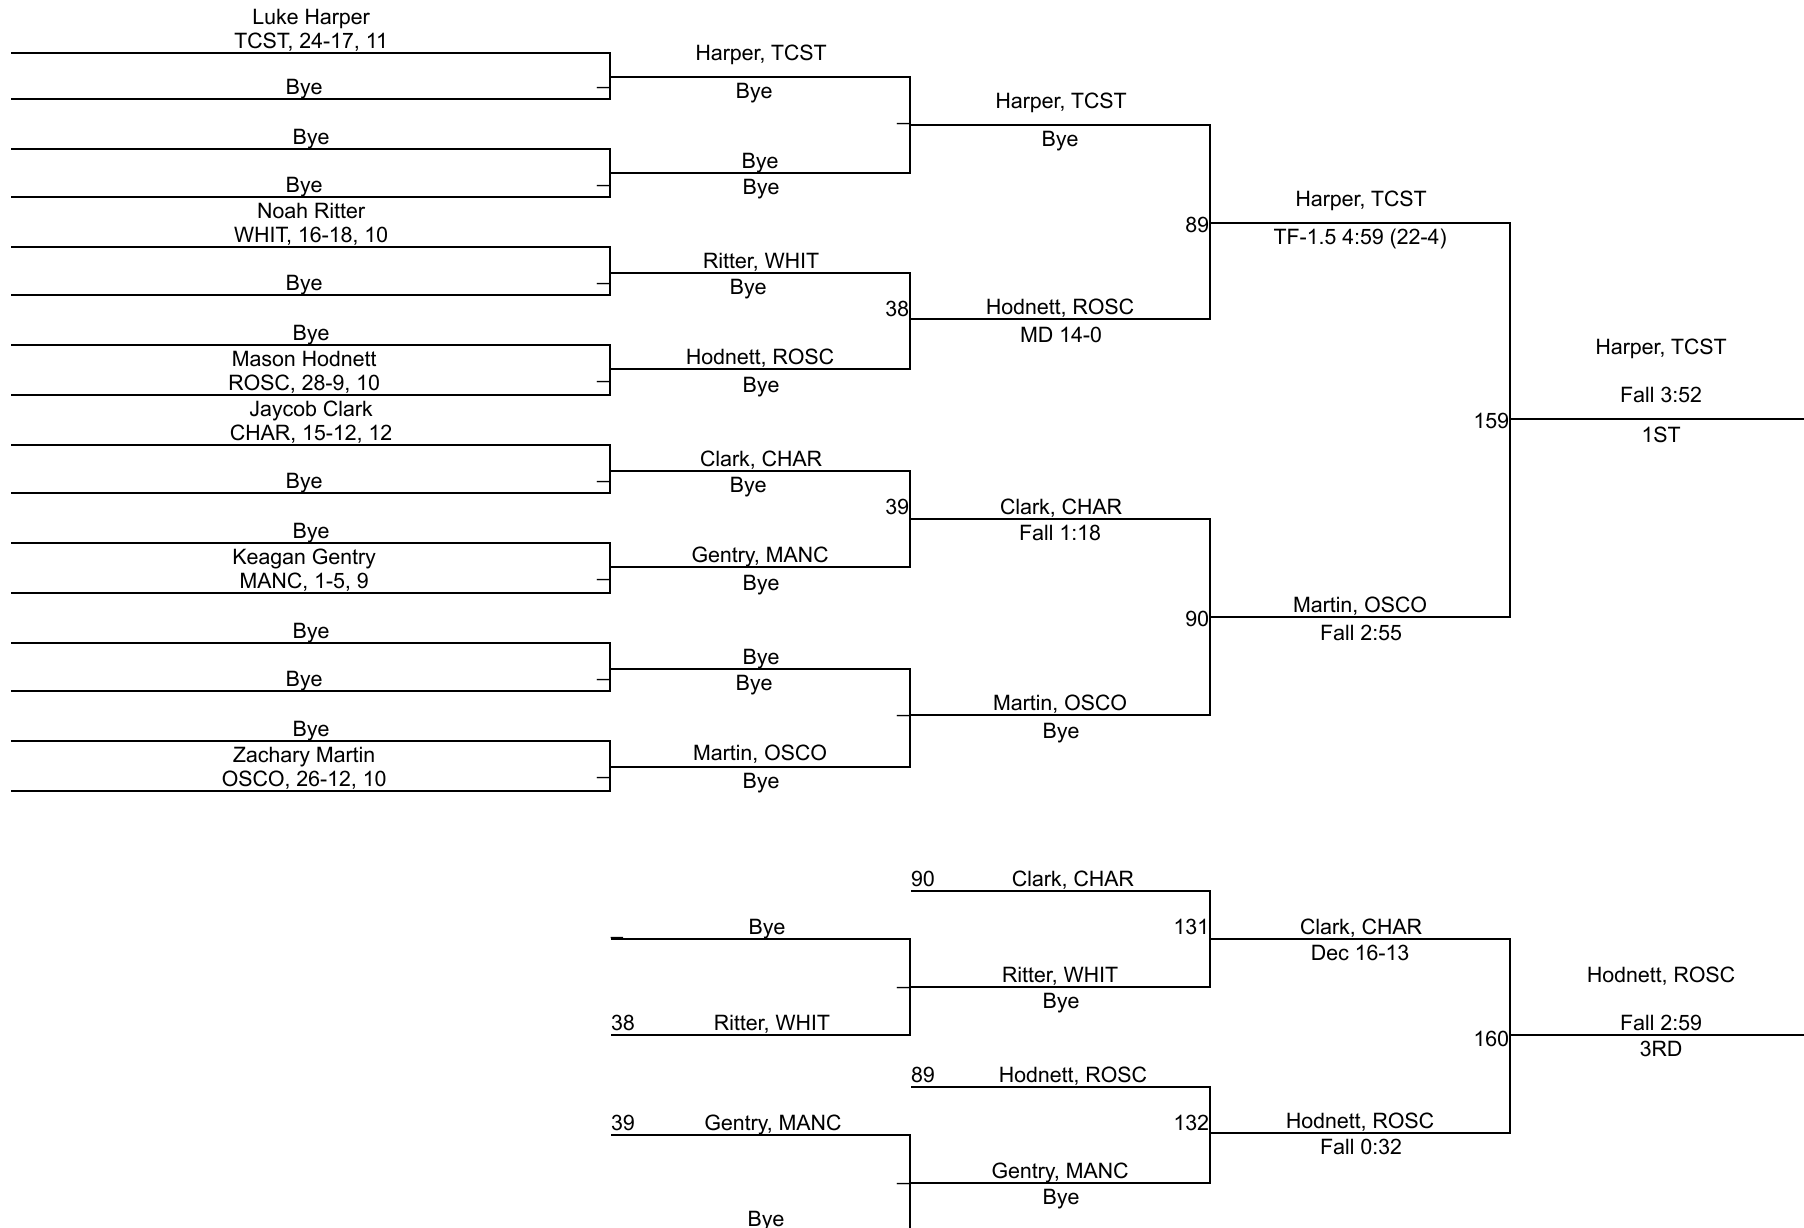 Luke Harper
TCST, 24-17, 11
Bye
Bye
Bye
Noah Ritter
WHIT, 16-18, 10
Bye
Bye
Mason Hodnett
ROSC, 28-9, 10
Jaycob Clark
CHAR, 15-12, 12
Bye
Bye
Keagan Gentry
MANC, 1-5, 9
Bye
Bye
Bye
Zachary Martin
OSCO, 26-12, 10
Harper, TCST
Bye
Bye
Bye
Ritter, WHIT
Bye
38
Hodnett, ROSC
Bye
Clark, CHAR
Bye
39
Gentry, MANC
Bye
Bye
Bye
Martin, OSCO
Bye
Harper, TCST
Bye
89
Hodnett, ROSC
MD 14-0
Clark, CHAR
Fall 1:18
90
Martin, OSCO
Bye
Harper, TCST
TF-1.5 4:59 (22-4)
159
Martin, OSCO
Fall 2:55
Harper, TCST
Fall 3:52
1ST
Bye
38 Ritter, WHIT
39 Gentry, MANC
Bye
90 Clark, CHAR
131
Ritter, WHIT
Bye
89 Hodnett, ROSC
132
Gentry, MANC
Bye
Clark, CHAR
Dec 16-13
160
Hodnett, ROSC
Fall 0:32
Hodnett, ROSC
Fall 2:59
3RD